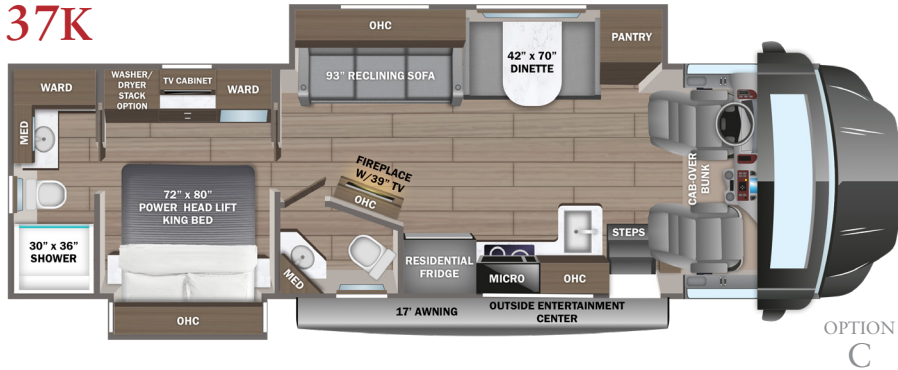 37K
OHC
93” RECLINING SOFA
42” x 70”
DINETTE
PANTRY
WARD
WASHER/
DRYER
STACK
OPTION
TV CABINET
WARD
MED
72” x 80”
POWER HEAD LIFT
KING BED
30” x 36”
SHOWER
OHC
FIREPLACE
W/39” TV
OHC
MED
RESIDENTIAL
FRIDGE
MICRO
OHC
STEPS
CAB-OVER
BUNK
17’ AWNING
OUTSIDE ENTERTAINMENT
CENTER
OPTION
C